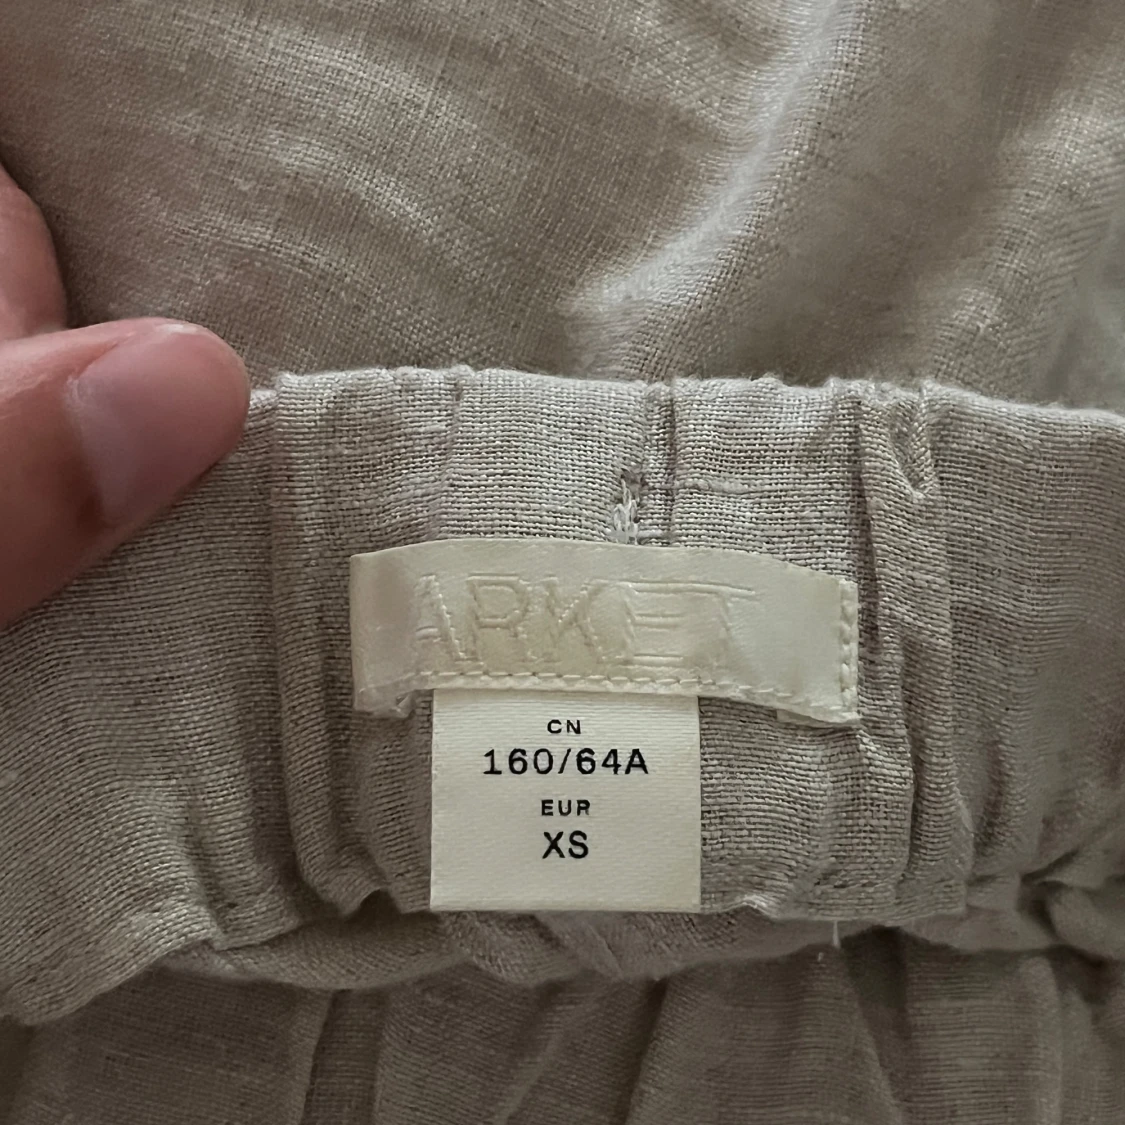 ARKET
CN
160/64A
EUR
XS